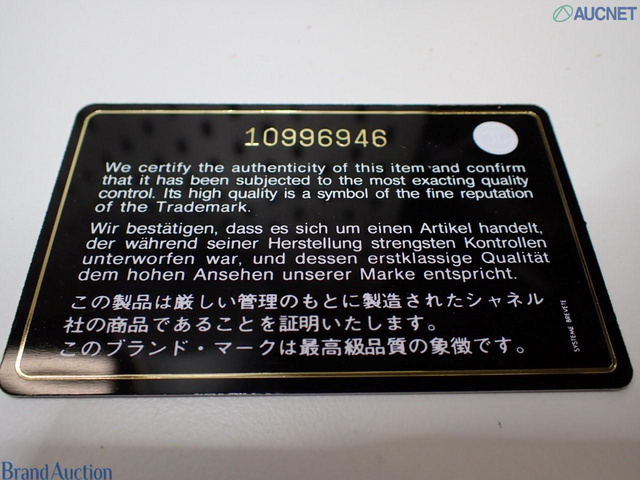 AUCNET
10996946
We certify the authenticity of this item and confirm
that it has been subjected to the most exacting quality
control. Its high quality is a symbol of the fine reputation
of the Trademark.
Wir bestätigen, dass es sich um einen Artikel handelt,
der während seiner Herstellung strengsten Kontrollen
unterworfen war, und dessen erstklassige Qualität
dem hohen Ansehen unserer Marke entspricht.
この製品は厳しい管理のもとに製造されたシャネル
社の商品であることを証明いたします。
このブランド・マークは最高級品質の象徴です。
SYSTEME BREVETE
Brand Auction